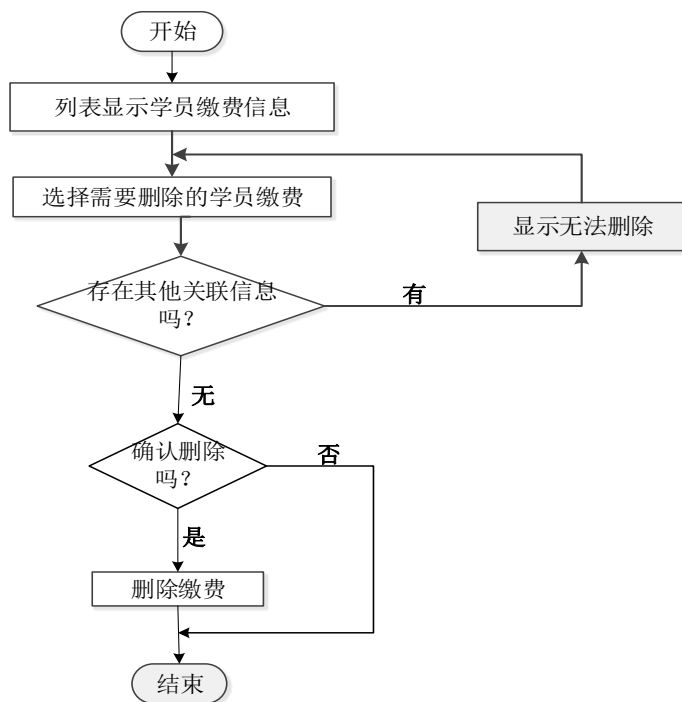 开始
列表显示学员缴费信息
选择需要删除的学员缴费
显示无法删除
存在其他关联信息
吗？
有
无
确认删除
吗？
否
是
删除缴费
结束